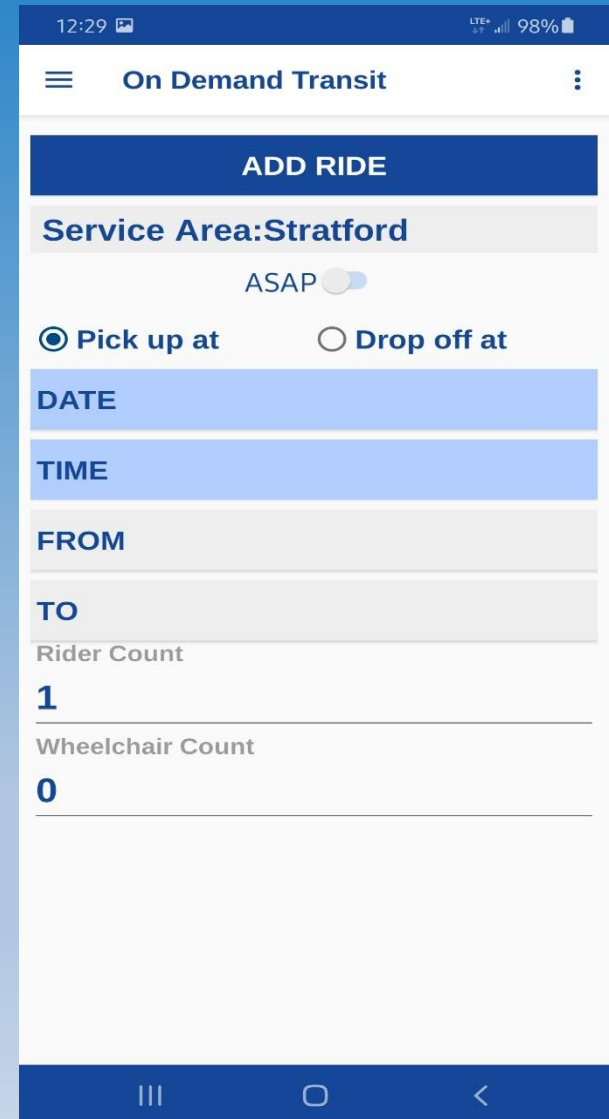 12:29 LTE+ 98%
On Demand Transit
ADD RIDE
Service Area:Stratford
ASAP
Pick up at Drop off at
DATE
TIME
FROM
TO
Rider Count
1
Wheelchair Count
0